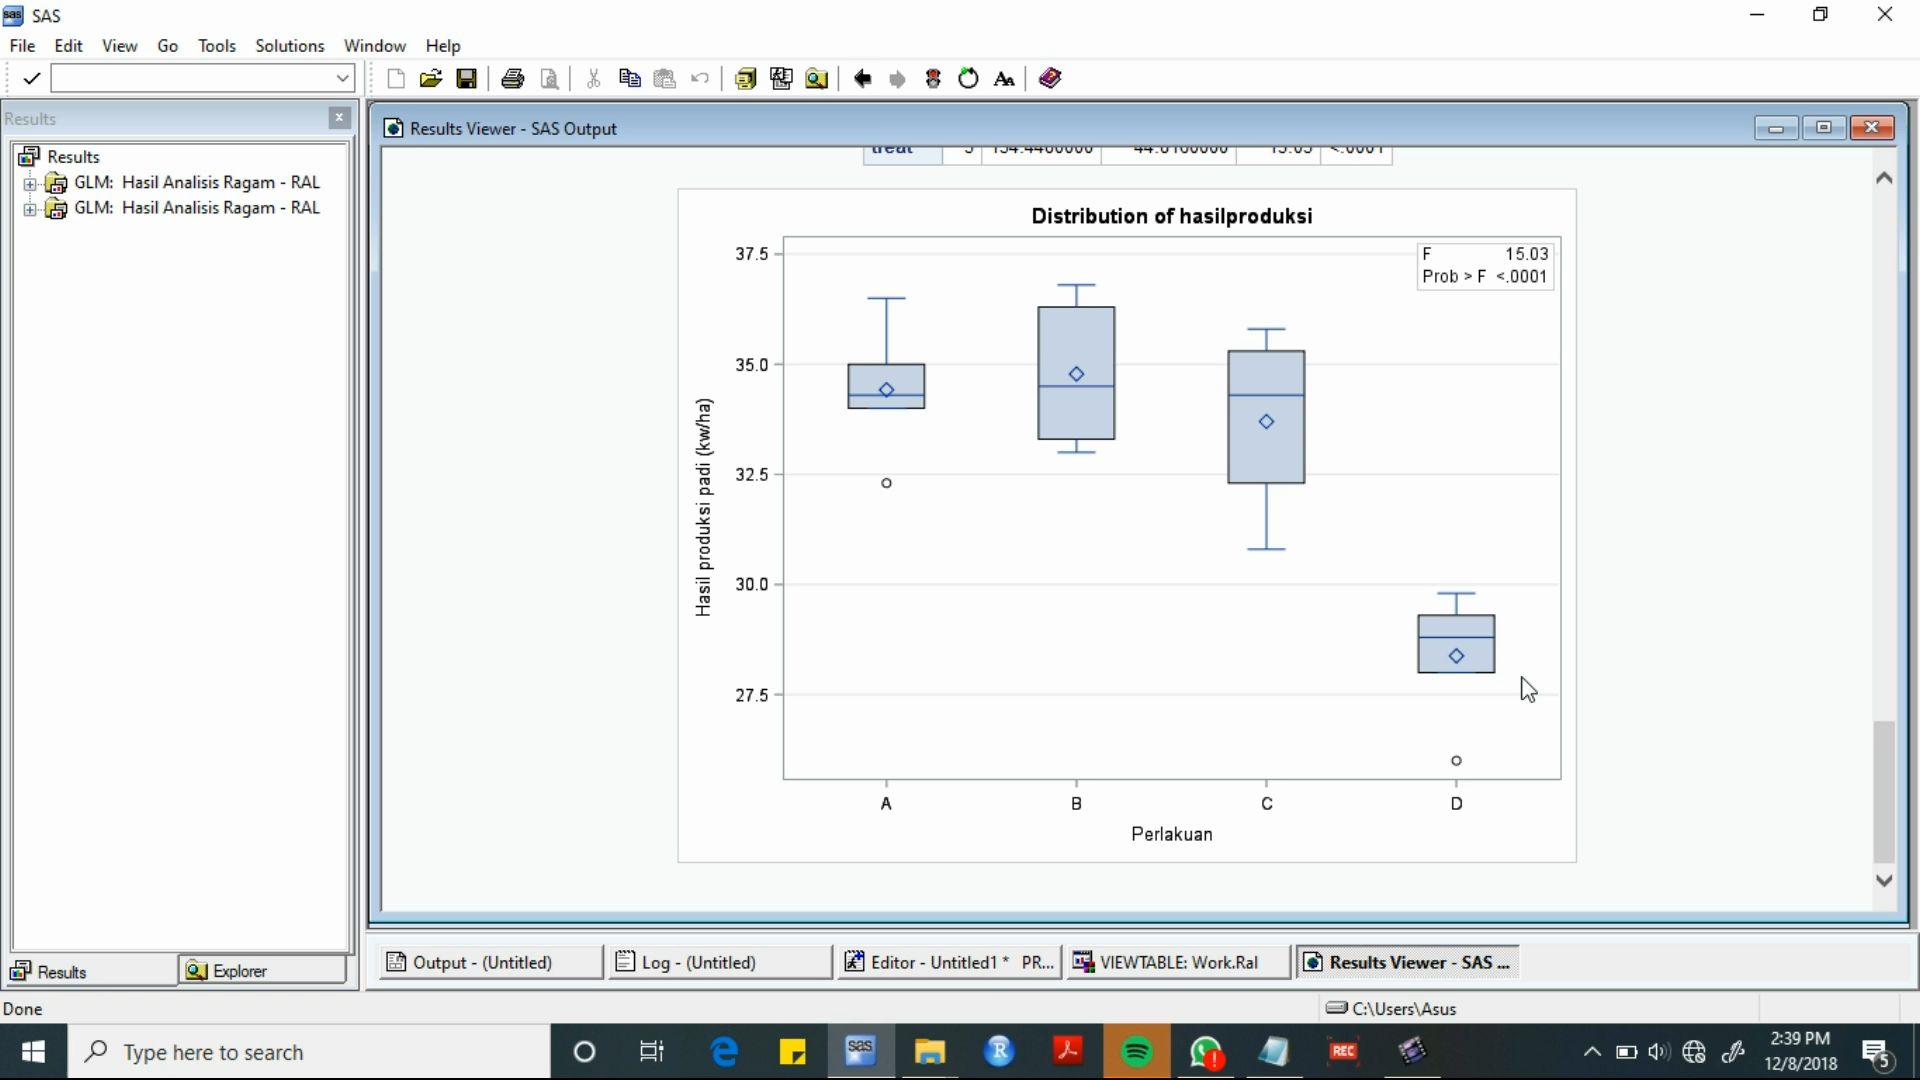 SAS
File Edit View Go Tools Solutions Window Help
Results
Results Viewer - SAS Output
Results
GLM: Hasil Analisis Ragam - RAL
GLM: Hasil Analisis Ragam - RAL
treat
Distribution of hasilproduksi
F 15.03
Prob > F <.0001
37.5
35.0
32.5
30.0
27.5
Hasil produksi padi (kw/ha)
A B C D
Perlakuan
Results Explorer
Output - (Untitled) Log - (Untitled) Editor - Untitled1 * PR... VIEWTABLE: Work.Ral Results Viewer - SAS ...
Done C:\Users\Asus
Type here to search
sas
R
REC
2:39 PM
12/8/2018
5